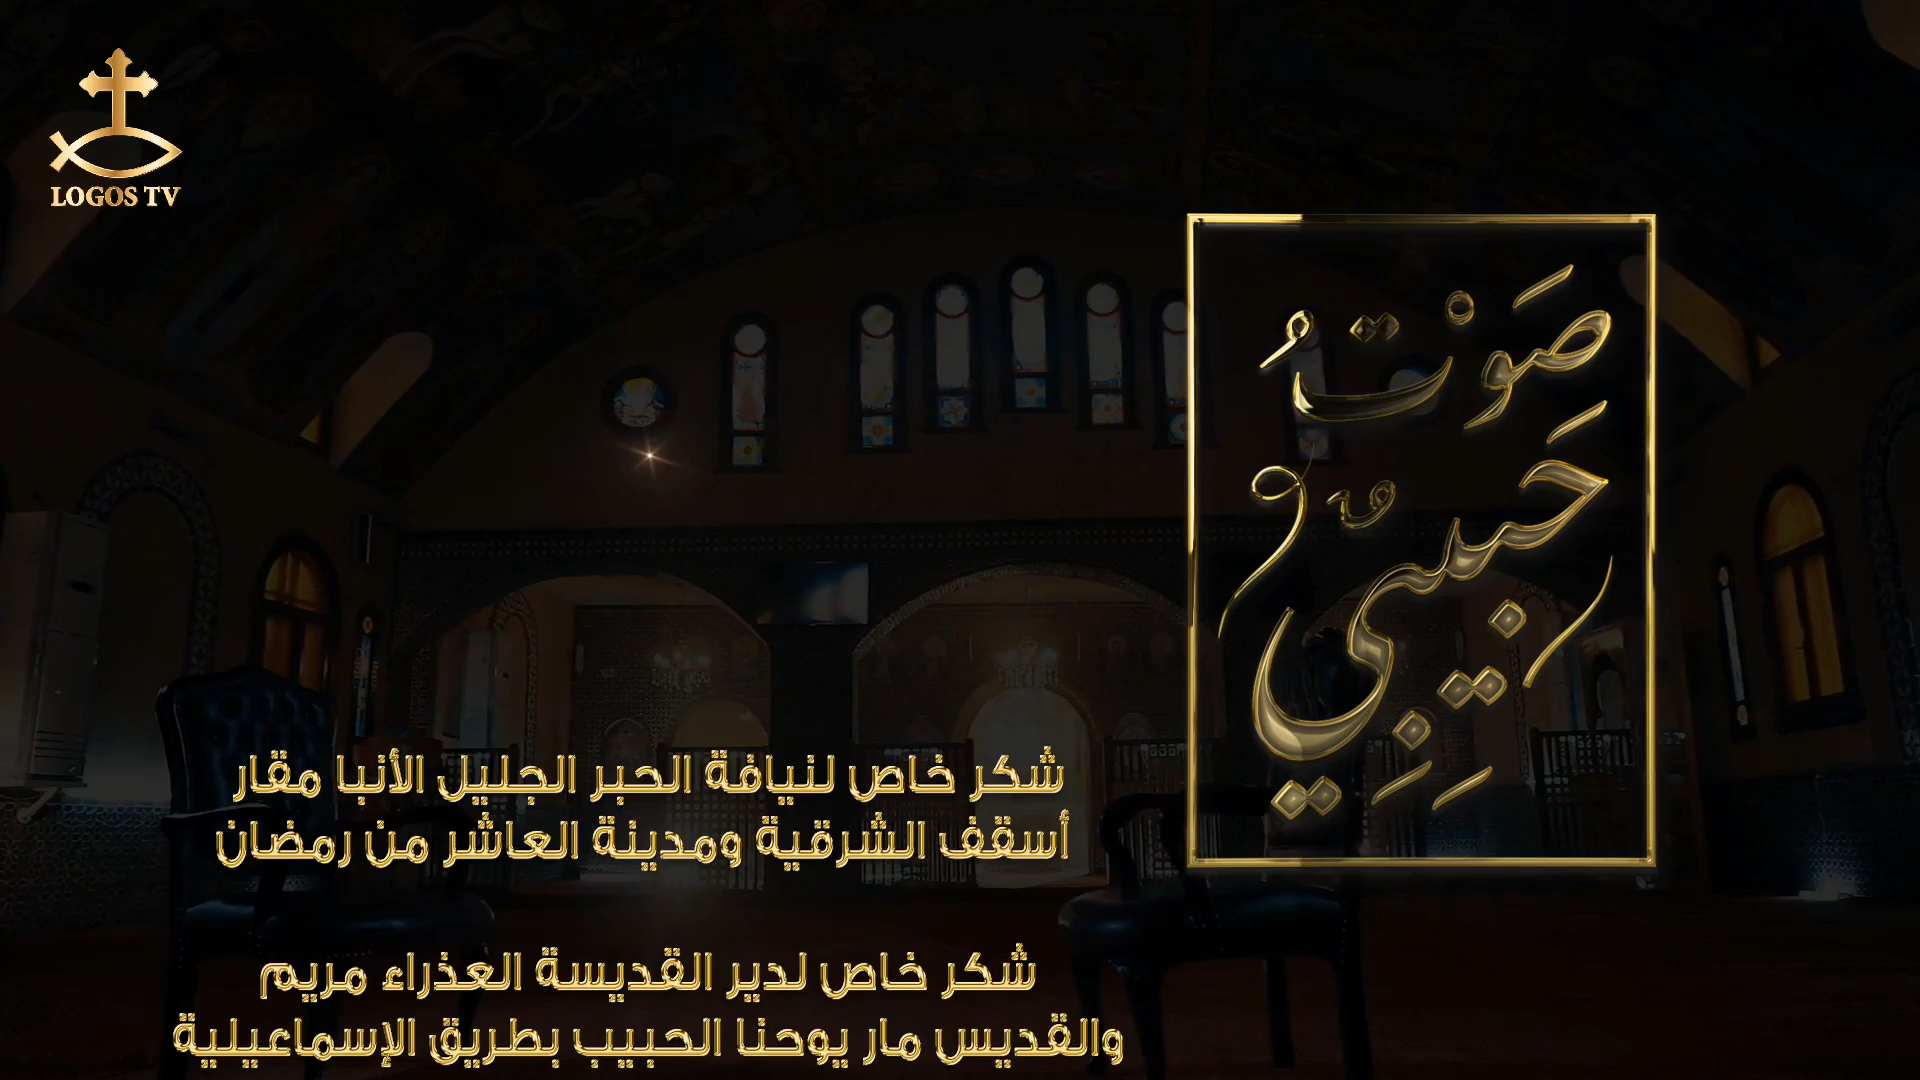 LOGOS TV
صَوْتُ
حَبِيبِي
شكر خاص لنيافة الحبر الجليل الأنبا مقار
أسقف الشرقية ومدينة العاشر من رمضان
شكر خاص لدير القديسة العذراء مريم
والقديس مار يوحنا الحبيب بطريق الإسماعيلية